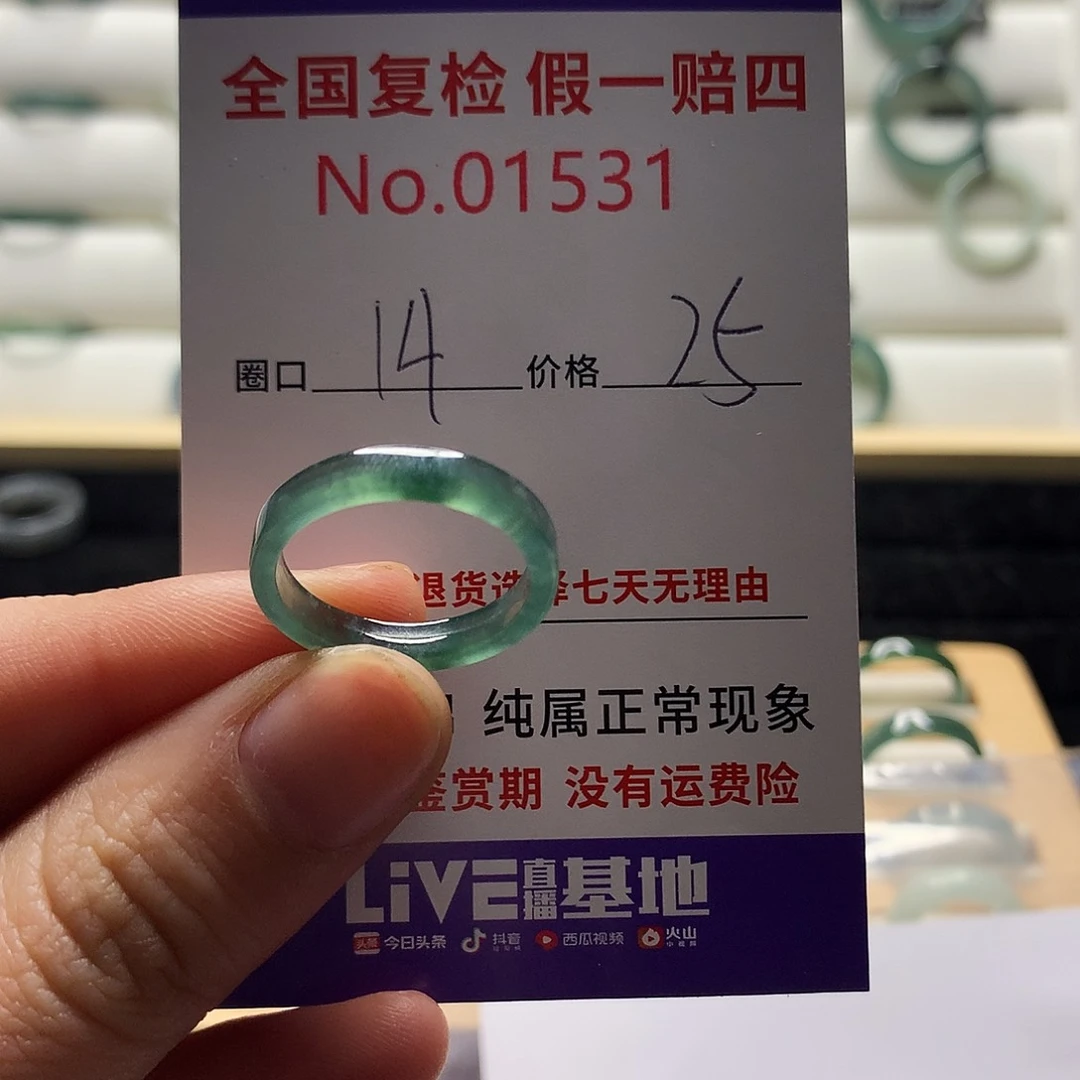 全国复检 假一赔四
No.01531
圈口 14 价格 25
退货选择七天无理由
纯属正常现象
鉴赏期 没有运费险
LiVE直播基地
头条 今日头条 抖音 西瓜视频 火山